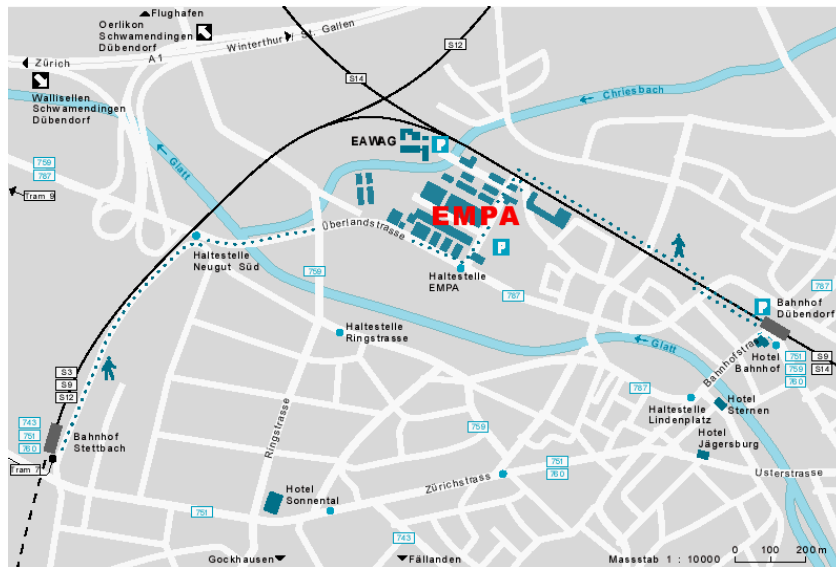 Flughafen
Oerlikon
Schwamendingen
Dübendorf
Winterthur
St. Gallen
A1
Zürich
Wallisellen
Schwamendingen
Dübendorf
S12
S14
Chriesbach
EAWAG
P
759
787
Glatt
Tram 9
EMPA
Überlandstrasse
P
Haltestelle
Neugut Süd
759
Haltestelle
EMPA
787
787
P
Bahnhof
Dübendorf
Haltestelle
Ringstrasse
Glatt
Bahnhofstrasse
Hotel
Bahnhof
751
759
760
S9
S14
S3
S9
S12
787
Haltestelle
Lindenplatz
Hotel
Sternen
743
751
760
Bahnhof
Stettbach
Ringstrasse
759
Hotel
Jägersburg
Tram 7
751
760
Usterstrasse
Zürichstrass
Hotel
Sonnental
751
743
Gockhausen
Fällanden
Massstab 1 : 10000
0 100 200 m